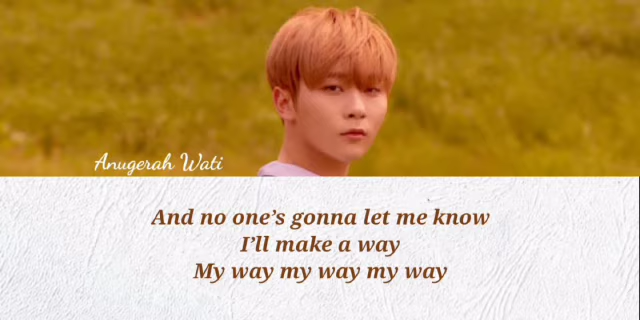 Anugerah Wati
And no one’s gonna let me know
I’ll make a way
My way my way my way